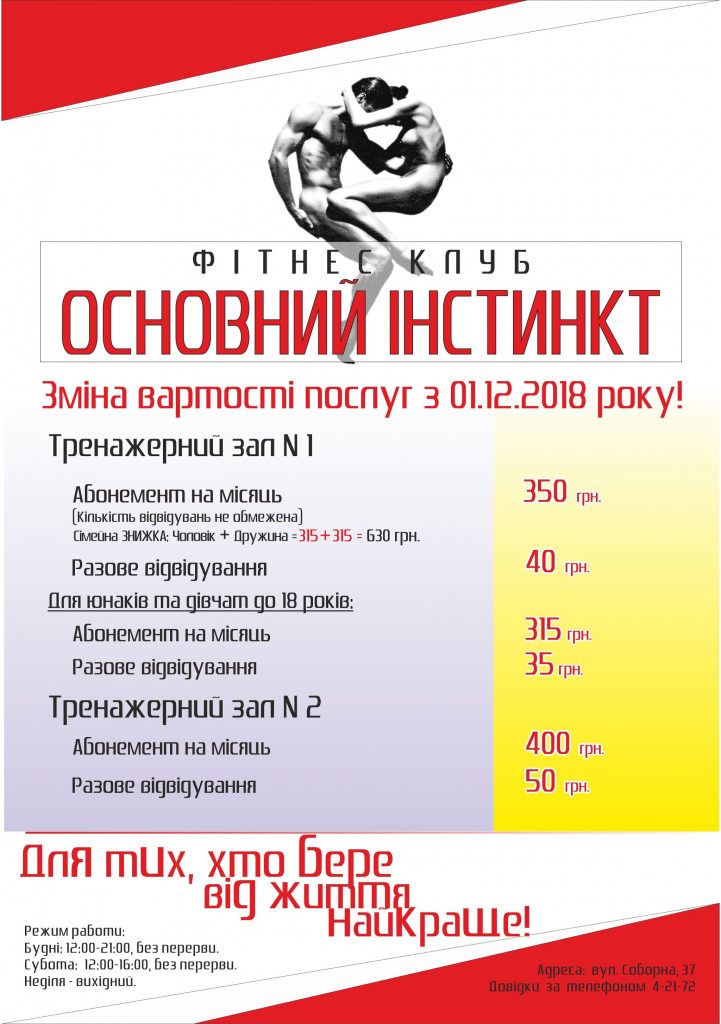 ФІТНЕС КЛУБ
ОСНОВНИЙ ІНСТИНКТ
Зміна вартості послуг з 01.12.2018 року!
Тренажерний зал N 1
Абонемент на місяць 350 грн.
(Кількість відвідувань не обмежена)
Сімейна ЗНИЖКА: Чоловік + Дружина =315+315 = 630 грн.
Разове відвідування 40 грн.
Для юнаків та дівчат до 18 років:
Абонемент на місяць 315 грн.
Разове відвідування 35 грн.
Тренажерний зал N 2
Абонемент на місяць 400 грн.
Разове відвідування 50 грн.
Для тих, хто бере
від життя
найкраще!
Режим работи:
Будні: 12:00-21:00, без перерви.
Субота: 12:00-16:00, без перерви.
Неділя - вихідний.
Адреса: вул. Соборна, 37
Довідки за телефоном 4-21-72